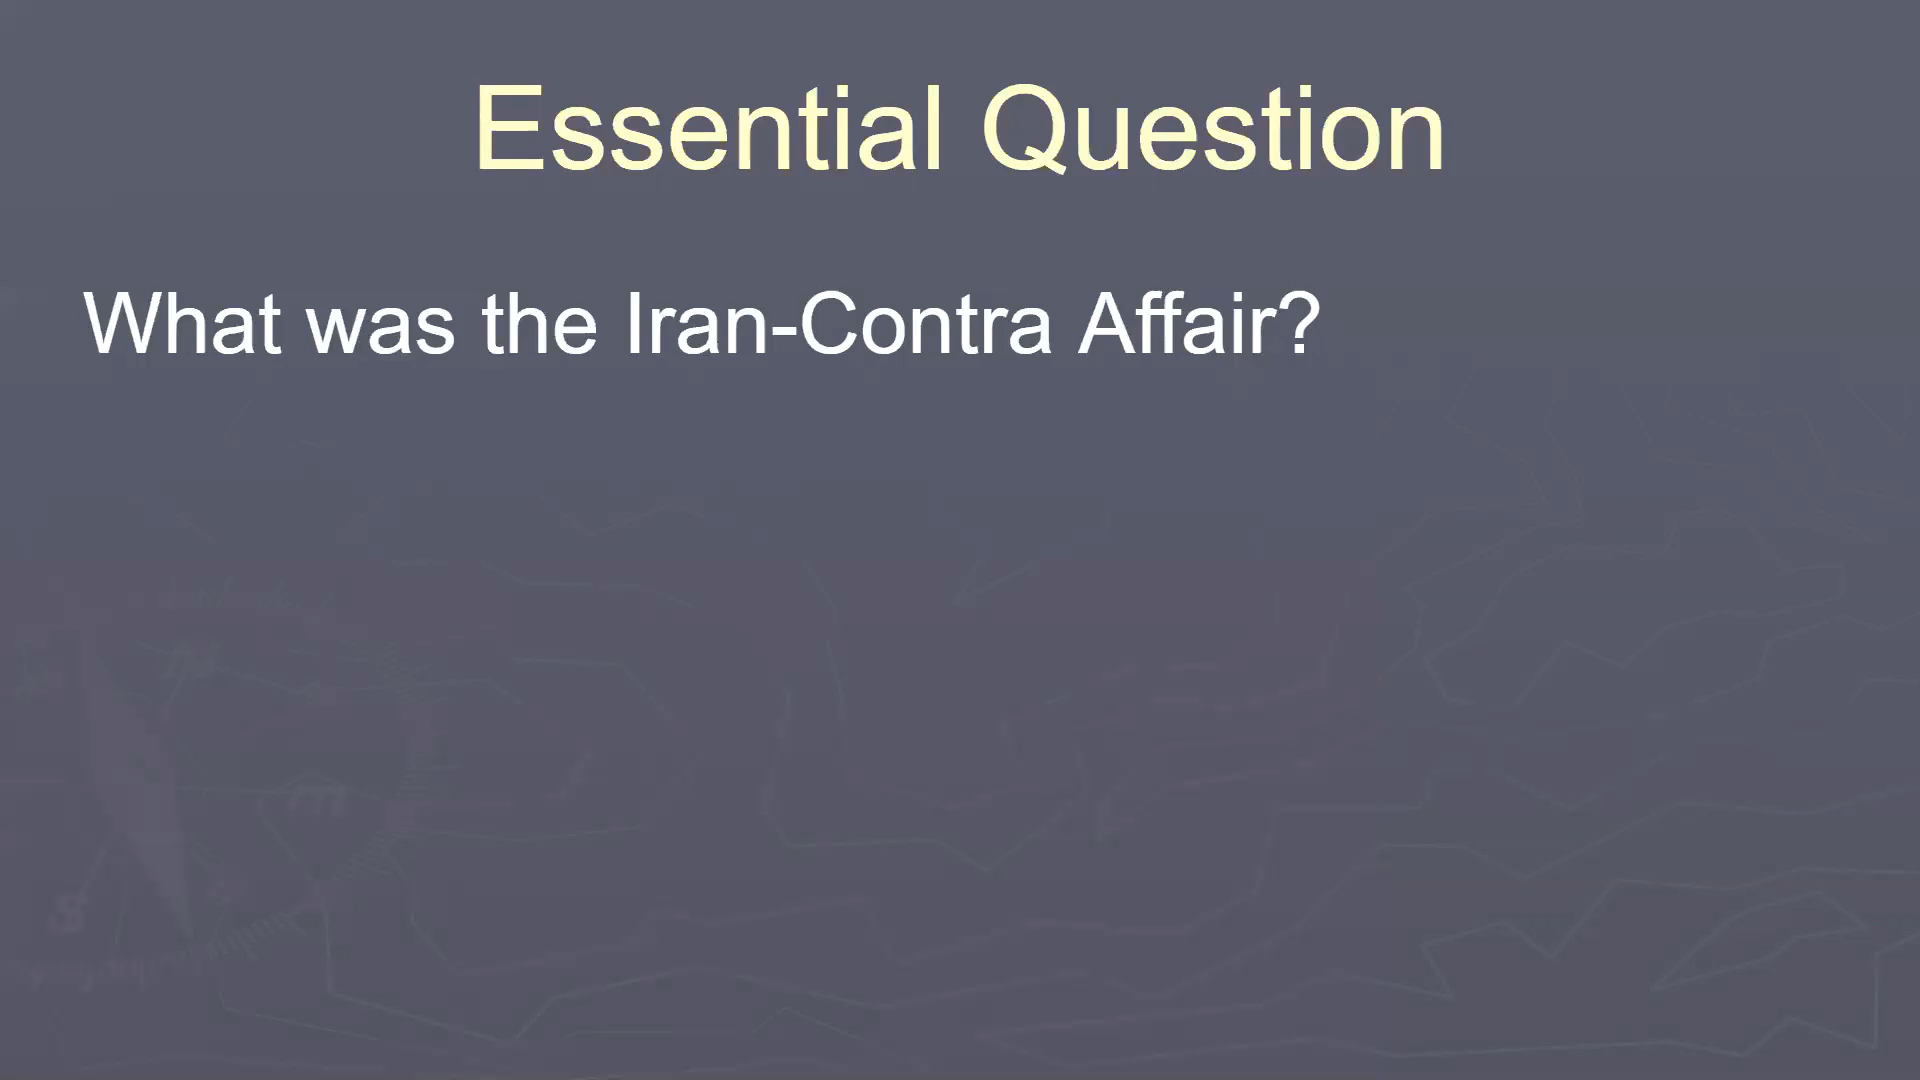 Essential Question
What was the Iran-Contra Affair?